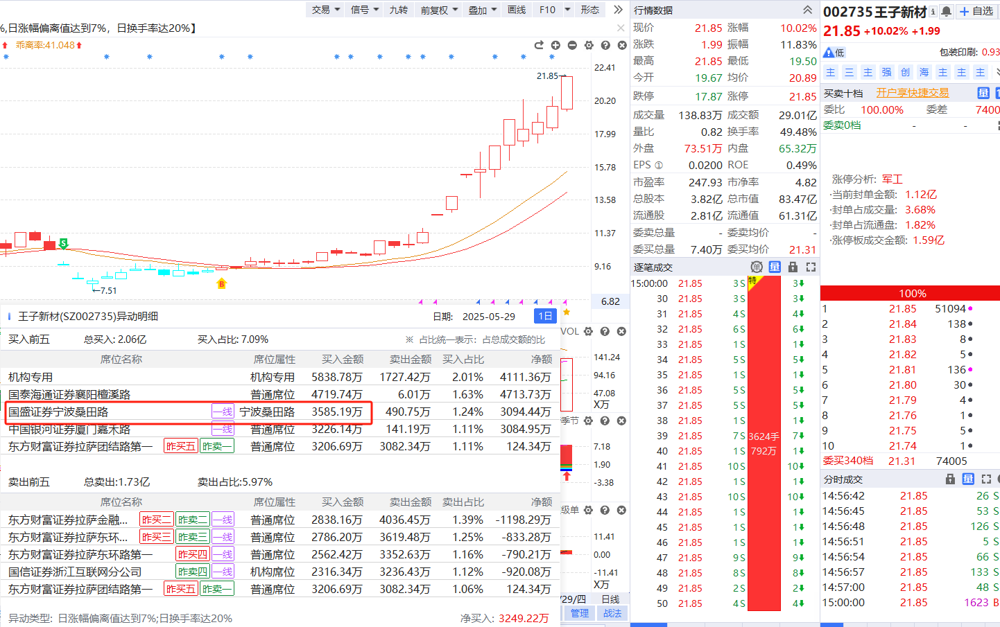 交易 信号 九转 前复权 叠加 画线 F10 形态
%,日涨幅偏离值达到7%，日换手率达20%】
乖离率:41.048
22.41
21.85
20.20
17.99
15.78
13.58
11.37
9.16
7.51
6.82
S
B
王子新材(SZ002735)异动明细 日期: 2025-05-29 1日
买入前五 总买入: 2.06亿 买入占比: 7.09% ※ 占比统一表示: 占总成交额的比
席位名称 席位属性 买入金额 卖出金额 买入占比 净额
机构专用 机构专用 5838.78万 1727.42万 2.01% 4111.36万
国泰海通证券襄阳檀溪路 普通席位 4719.74万 6.01万 1.63% 4713.73万
国盛证券宁波桑田路 一线 宁波桑田路 3585.19万 490.75万 1.24% 3094.44万
中国银河证券厦门嘉禾路 一线 普通席位 3226.14万 141.19万 1.11% 3084.95万
东方财富证券拉萨团结路第一 昨买五 昨卖一 普通席位 3206.69万 3082.34万 1.11% 124.34万
卖出前五 总卖出:1.73亿 卖出占比:5.97%
席位名称 席位属性 买入金额 卖出金额 卖出占比 净额
东方财富证券拉萨金融... 昨买二 昨卖二 一线 普通席位 2838.16万 4036.45万 1.39% -1198.29万
东方财富证券拉萨东环... 昨买三 昨卖三 一线 普通席位 2786.20万 3619.48万 1.25% -833.28万
东方财富证券拉萨东环路第一 昨买四 一线 普通席位 2562.42万 3352.63万 1.16% -790.21万
国信证券浙江互联网分公司 昨卖四 一线 机构席位 2316.34万 3236.43万 1.12% -920.08万
东方财富证券拉萨团结路第一 昨买五 昨卖一 普通席位 3206.69万 3082.34万 1.06% 124.34万
异动类型: 日涨幅偏离值达到7%;日换手率达20% 净买入: 3249.22万
VOL
141.24
94.16
47.08
X万
季节
7.18
1.90
-3.38
级单
11.41
0.00
-11.41
X万
/29/四 日线
管理 战法
行情数据
现价 21.85 涨幅 10.02%
涨跌 1.99 振幅 11.83%
最高 21.85 最低 19.50
今开 19.67 均价 20.89
跌停 17.87 涨停 21.85
成交量 138.83万 成交额 29.01亿
量比 0.82 换手率 49.48%
外盘 73.51万 内盘 65.32万
EPS ① 0.0200 ROE 0.49%
市盈率 247.93 市净率 4.82
总股本 3.82亿 总市值 83.47亿
流通股 2.81亿 流通值 61.31亿
委卖总量 - 委卖均价 -
委买总量 7.40万 委买均价 21.31
逐笔成交 单 量
特
15:00:00 21.85 3 S 3
30 21.85 3 S 3
31 21.85 4 S 4
32 21.85 6 S 6
33 21.85 1 S 1
34 21.85 5 S 5
35 21.85 1 S 1
36 21.85 5 S 5
37 21.85 5 S 5
38 21.85 1 S 1
39 21.85 7 S 3624手 7
40 21.85 1 S 792万 1
41 21.85 10 S 10
42 21.85 1 S 1
43 21.85 10 S 10
44 21.85 1 S 1
45 21.85 1 S 1
46 21.85 1 S 1
47 21.85 9 S 9
48 21.85 8 S 8
49 21.85 2 S 2
50 21.85 4 S 4
002735 王子新材 自选
21.85 +10.02% +1.99
低 包装印刷: 0.93
主 三 主 强 创 海 主 主 主
买卖十档 开户享快捷交易 量
委比 100.00% 委差 7400
委卖0档 - -
涨停分析: 军工
·当前封单金额: 1.12亿
·封单占成交量: 3.68%
·封单占流通盘: 1.82%
·涨停板成交金额: 1.59亿
100%
1 21.85 51094
2 21.84 138
3 21.83 8
4 21.82 5
5 21.81 136
6 21.80 30
7 21.79 4
8 21.76 1
9 21.75 5
10 21.74 1
委买340档 21.31 74005
分时成交 量
14:56:42 21.85 26 S
14:56:45 21.85 53 S
14:56:48 21.85 126 S
14:56:51 21.85 5 S
14:56:54 21.85 66 S
14:56:57 21.85 133 S
14:57:00 21.85 48 S
15:00:00 21.85 1623 B